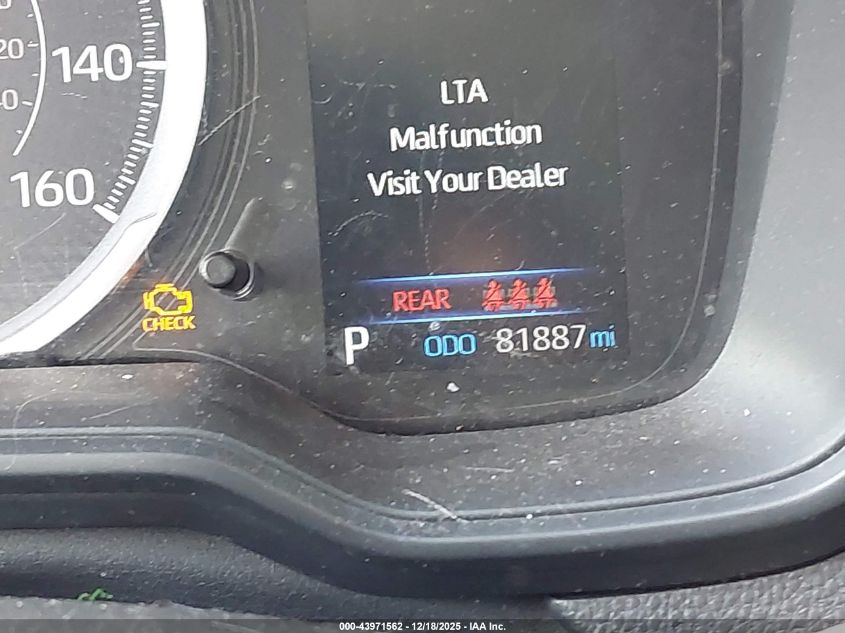 140
160
LTA
Malfunction
Visit Your Dealer
REAR
CHECK
P ODO 81887 mi
000-43971562 - 12/18/2025 - IAA Inc.